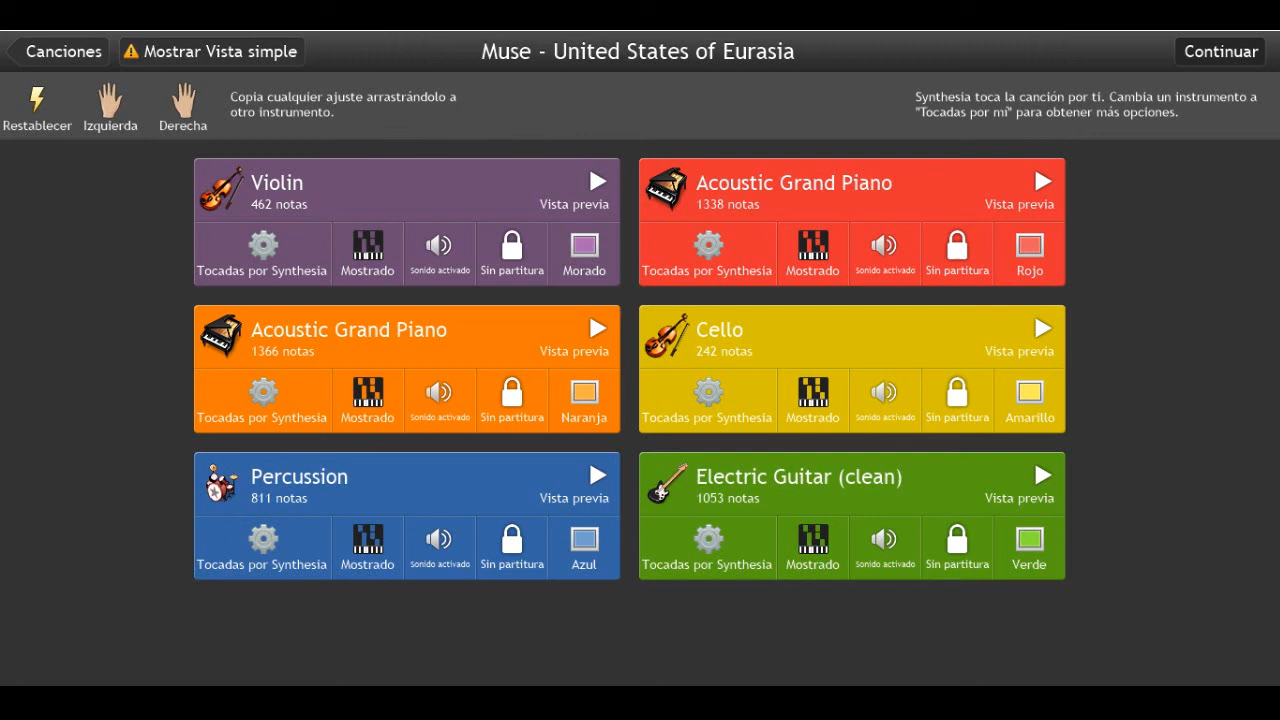 Canciones
Mostrar Vista simple
Muse - United States of Eurasia
Continuar
Restablecer
Izquierda
Derecha
Copia cualquier ajuste arrastrándolo a
otro instrumento.
Synthesia toca la canción por ti. Cambia un instrumento a
"Tocadas por mí" para obtener más opciones.
Violin
462 notas
Vista previa
Tocadas por Synthesia
Mostrado
Sonido activado
Sin partitura
Morado
Acoustic Grand Piano
1338 notas
Vista previa
Tocadas por Synthesia
Mostrado
Sonido activado
Sin partitura
Rojo
Acoustic Grand Piano
1366 notas
Vista previa
Tocadas por Synthesia
Mostrado
Sonido activado
Sin partitura
Naranja
Cello
242 notas
Vista previa
Tocadas por Synthesia
Mostrado
Sonido activado
Sin partitura
Amarillo
Percussion
811 notas
Vista previa
Tocadas por Synthesia
Mostrado
Sonido activado
Sin partitura
Azul
Electric Guitar (clean)
1053 notas
Vista previa
Tocadas por Synthesia
Mostrado
Sonido activado
Sin partitura
Verde